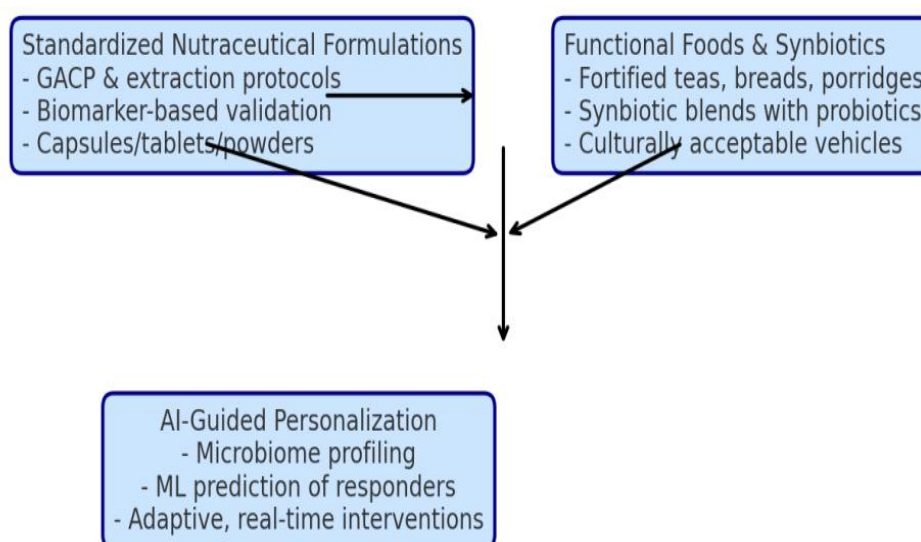 Standardized Nutraceutical Formulations
- GACP & extraction protocols
- Biomarker-based validation
- Capsules/tablets/powders
Functional Foods & Synbiotics
- Fortified teas, breads, porridges
- Synbiotic blends with probiotics
- Culturally acceptable vehicles
AI-Guided Personalization
- Microbiome profiling
- ML prediction of responders
- Adaptive, real-time interventions